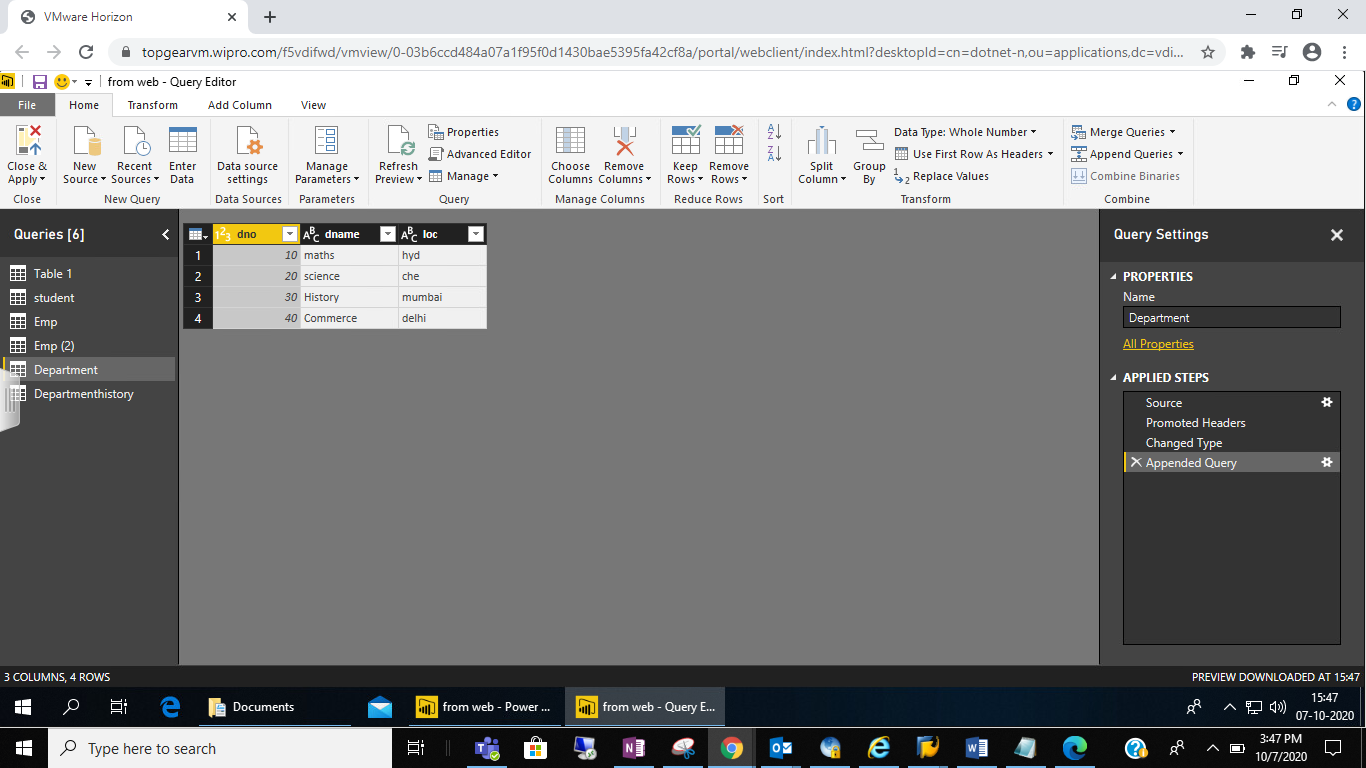 VMware Horizon
topgearvm.wipro.com/f5vdifwd/vmview/0-03b6ccd484a07a1f95f0d1430bae5395fa42cf8a/portal/webclient/index.html?desktopId=cn=dotnet-n,ou=applications,dc=vdi...
from web - Query Editor
File Home Transform Add Column View
Close & Apply
New Source
Recent Sources
Enter Data
Data source settings
Manage Parameters
Refresh Preview
Properties
Advanced Editor
Manage
Choose Columns
Remove Columns
Keep Rows
Remove Rows
Split Column
Group By
Data Type: Whole Number
Use First Row As Headers
Replace Values
Merge Queries
Append Queries
Combine Binaries
Close New Query Data Sources Parameters Query Manage Columns Reduce Rows Sort Transform Combine
Queries [6]
Table 1
student
Emp
Emp (2)
Department
Departmenthistory
dno dname loc
1 10 maths hyd
2 20 science che
3 30 History mumbai
4 40 Commerce delhi
Query Settings
PROPERTIES
Name
Department
All Properties
APPLIED STEPS
Source
Promoted Headers
Changed Type
Appended Query
3 COLUMNS, 4 ROWS PREVIEW DOWNLOADED AT 15:47
Documents from web - Power ... from web - Query E... 15:47
07-10-2020
Type here to search 3:47 PM
10/7/2020